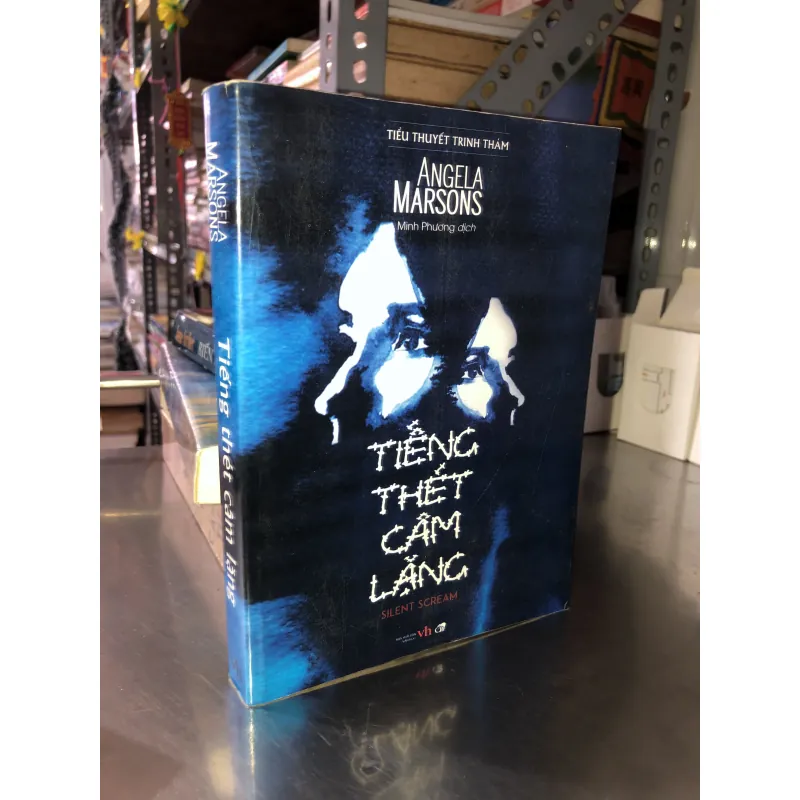 TIỂU THUYẾT TRINH THÁM
ANGELA
MARSONS
Minh Phương dịch
TIẾNG
THÉT
CÂM
LẶNG
SILENT SCREAM
vh
ANGELA
MARSONS
Tiếng thét câm lặng